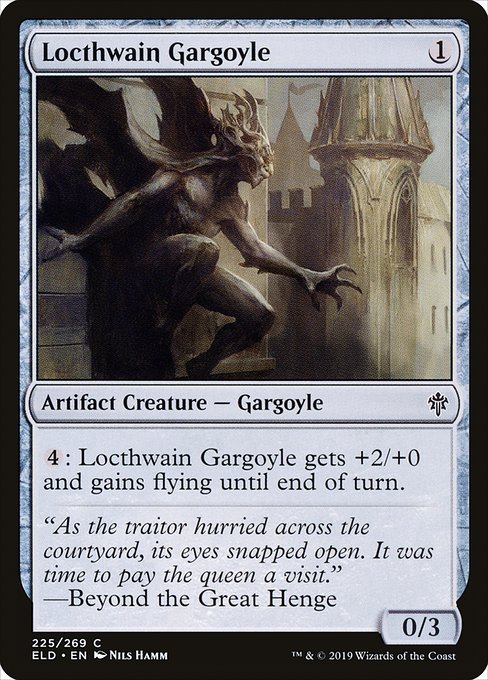 Locthwain Gargoyle 1
Artifact Creature — Gargoyle
4 : Locthwain Gargoyle gets +2/+0
and gains flying until end of turn.
“As the traitor hurried across the
courtyard, its eyes snapped open. It was
time to pay the queen a visit.”
—Beyond the Great Henge
0/3
225/269 C
ELD • EN Nils Hamm
™ & © 2019 Wizards of the Coast